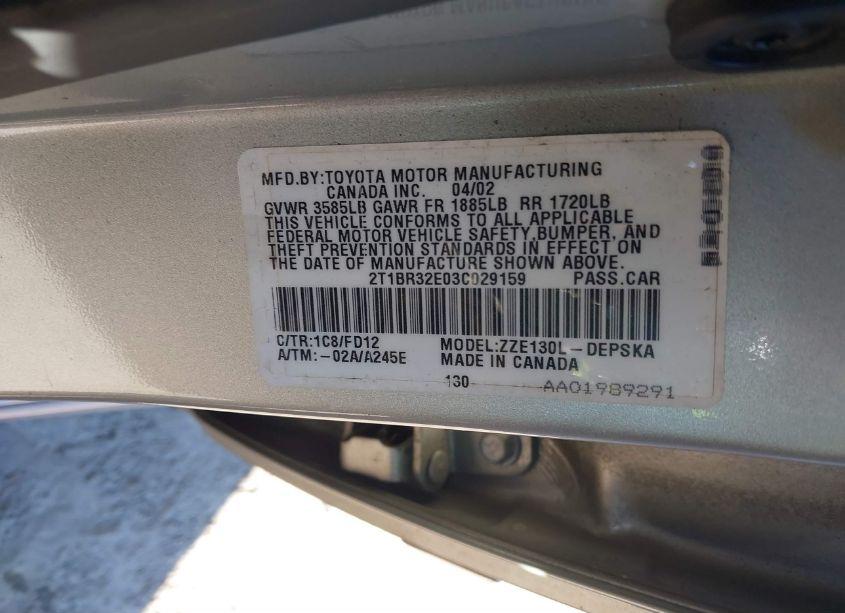 MFD.BY:TOYOTA MOTOR MANUFACTURING
CANADA INC. 04/02
GVWR 3585LB GAWR FR 1885LB RR 1720LB
THIS VEHICLE CONFORMS TO ALL APPLICABLE
FEDERAL MOTOR VEHICLE SAFETY,BUMPER, AND
THEFT PREVENTION STANDARDS IN EFFECT ON
THE DATE OF MANUFACTURE SHOWN ABOVE.
2T1BR32E03C029159 PASS.CAR
C/TR:1C8/FD12 MODEL:ZZE130L-DEPSKA
A/TM:-02A/A245E MADE IN CANADA
130
AA01989291